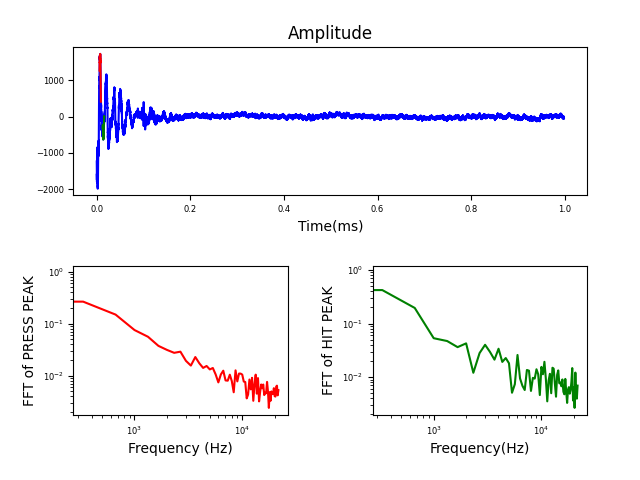 Amplitude
1000
0
−1000
−2000
0.0 0.2 0.4 0.6 0.8 1.0
Time(ms)
FFT of PRESS PEAK
10⁰
10⁻¹
10⁻²
10³ 10⁴
Frequency (Hz)
FFT of HIT PEAK
10⁰
10⁻¹
10⁻²
10³ 10⁴
Frequency(Hz)